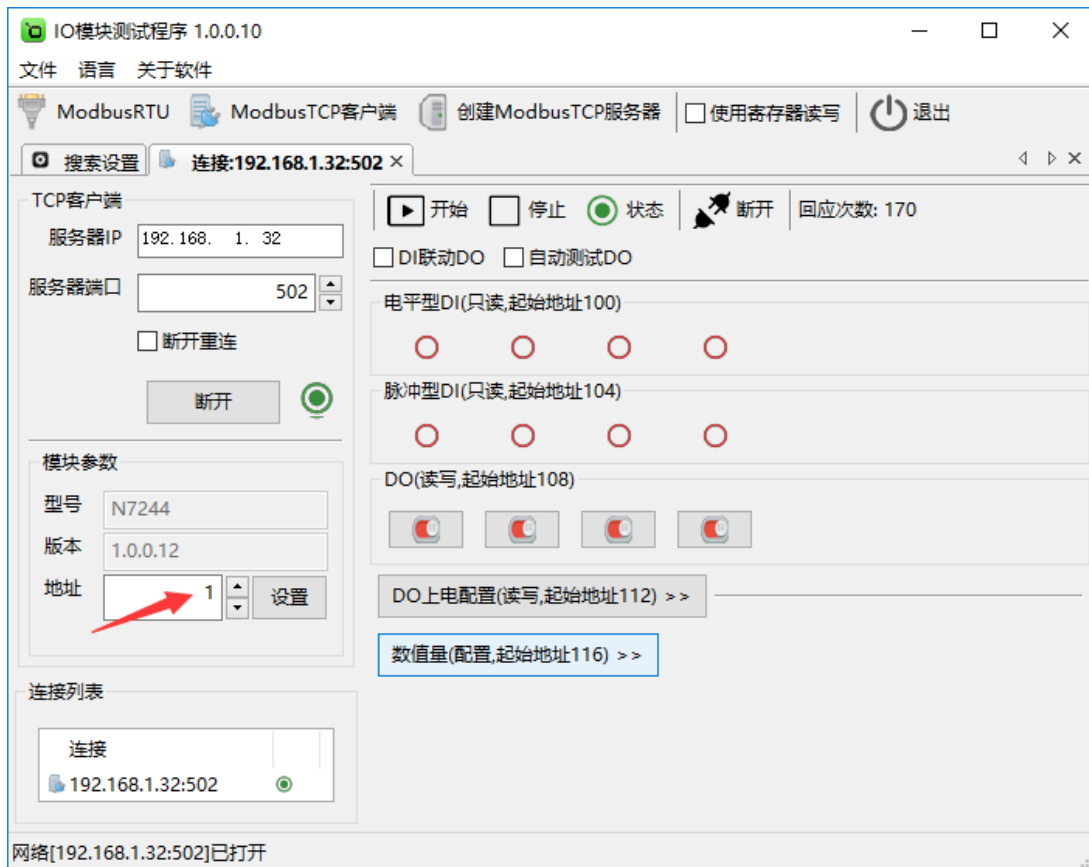 IO模块测试程序 1.0.0.10
文件 语言 关于软件
ModbusRTU ModbusTCP客户端 创建ModbusTCP服务器 使用寄存器读写 退出
搜索设置 连接:192.168.1.32:502
TCP客户端
服务器IP 192.168. 1. 32
服务器端口 502
断开重连
断开
模块参数
型号 N7244
版本 1.0.0.12
地址 1 设置
连接列表
连接
192.168.1.32:502
开始 停止 状态 断开 回应次数: 170
DI联动DO 自动测试DO
电平型DI(只读,起始地址100)
脉冲型DI(只读,起始地址104)
DO(读写,起始地址108)
DO上电配置(读写,起始地址112) >>
数值量(配置,起始地址116) >>
网络[192.168.1.32:502]已打开